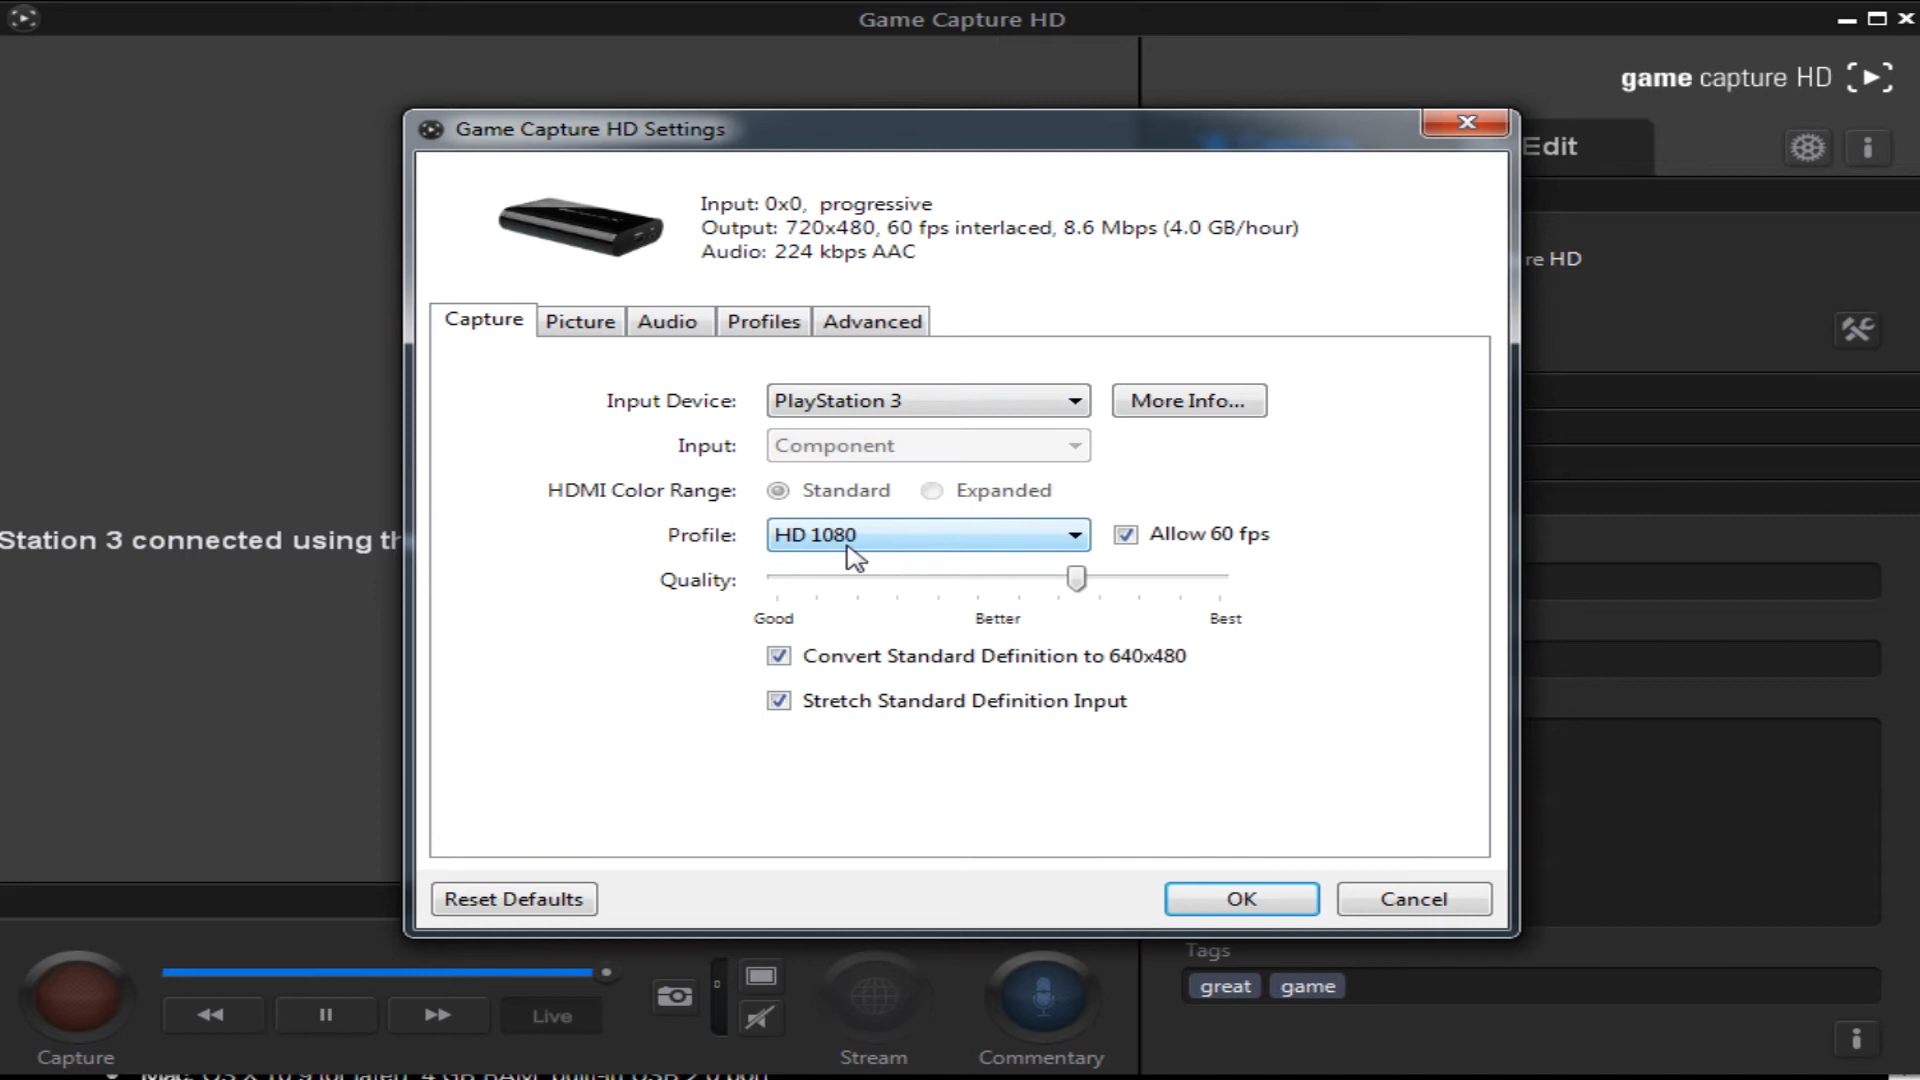 Game Capture HD
game capture HD
Game Capture HD Settings
Edit
Input: 0x0, progressive
Output: 720x480, 60 fps interlaced, 8.6 Mbps (4.0 GB/hour)
Audio: 224 kbps AAC
re HD
Capture Picture Audio Profiles Advanced
Input Device: PlayStation 3 More Info...
Input: Component
HDMI Color Range: Standard Expanded
Station 3 connected using th
Profile: HD 1080 Allow 60 fps
Quality:
Good Better Best
Convert Standard Definition to 640x480
Stretch Standard Definition Input
Reset Defaults OK Cancel
Tags
great game
Live
Capture Stream Commentary